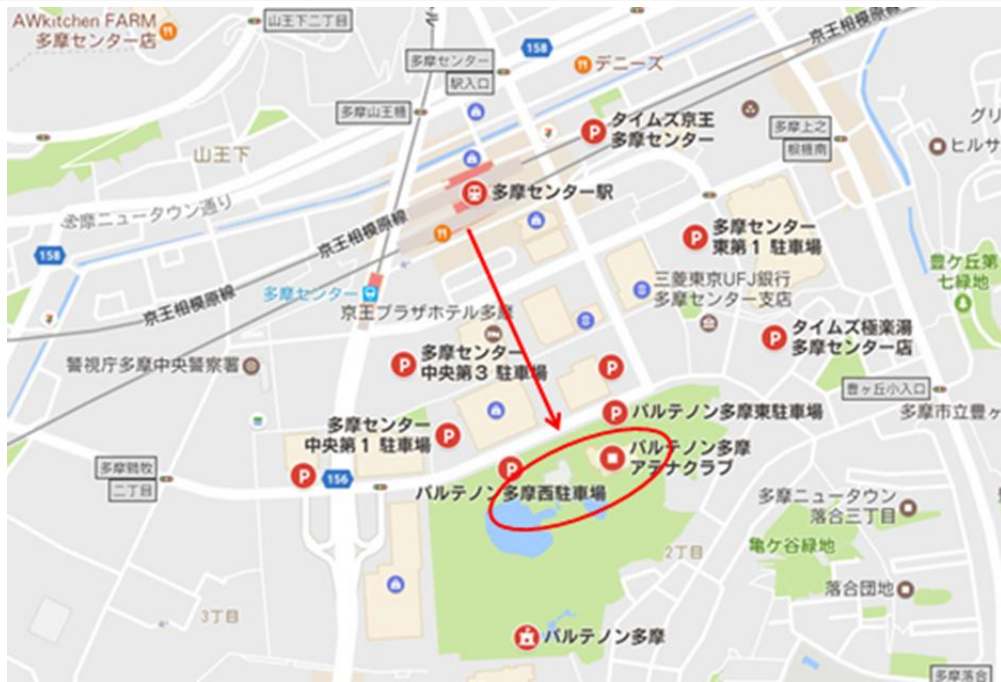 AWkitchen FARM
多摩センター店
山王下二丁目
158
多摩センター
駅入口
デニーズ
京王相模原線
多摩山王橋
タイムズ京王
多摩センター
多摩上之
根橋南
グリ
ヒルサ
山王下
多摩センター駅
多摩ニュータウン通り
京王相模原線
158
多摩センター
東第1 駐車場
豊ケ丘第
七緑地
多摩センター
京王相模原線
三菱東京UFJ銀行
多摩センター支店
京王プラザホテル多摩
タイムズ極楽湯
多摩センター店
警視庁多摩中央警察署
多摩センター
中央第3 駐車場
豊ヶ丘小入口
多摩市立豊ヶ
パルテノン多摩東駐車場
多摩センター
中央第1 駐車場
パルテノン多摩
アテナクラブ
多摩鶴牧
二丁目
156
パルテノン多摩西駐車場
多摩ニュータウン
落合三丁目
2丁目
亀ケ谷緑地
落合団地
3丁目
パルテノン多摩
多摩落合